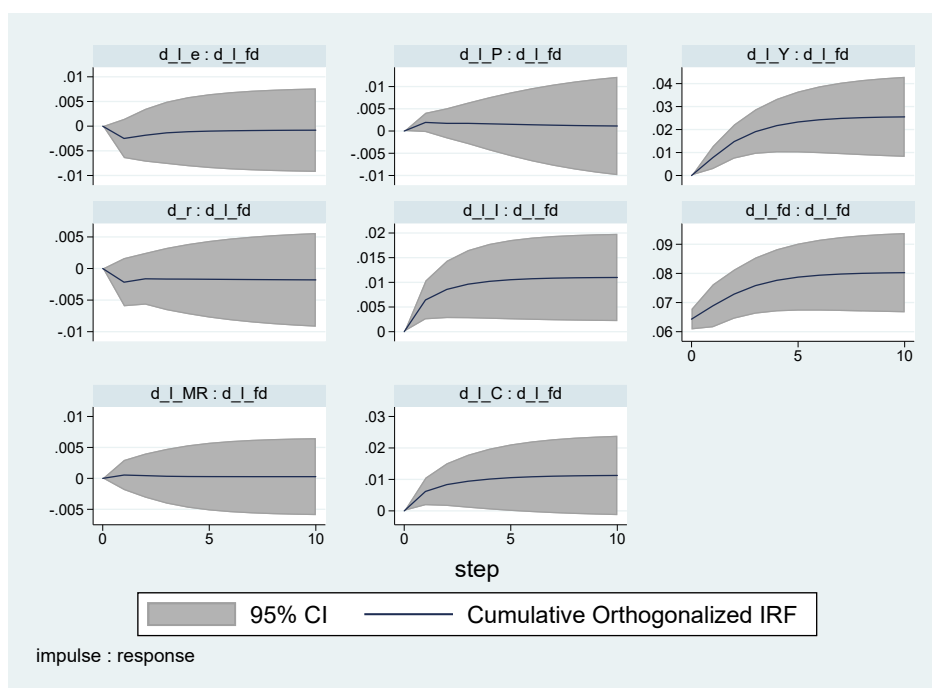 d_l_e : d_l_fd
.01
.005
0
-.005
-.01
d_l_P : d_l_fd
.01
.005
0
-.005
-.01
d_l_Y : d_l_fd
.04
.03
.02
.01
0
d_r : d_l_fd
.005
0
-.005
-.01
d_l_I : d_l_fd
.02
.015
.01
.005
0
d_l_fd : d_l_fd
.09
.08
.07
.06
0 5 10
d_l_MR : d_l_fd
.01
.005
0
-.005
0 5 10
d_l_C : d_l_fd
.03
.02
.01
0
0 5 10
step
95% CI Cumulative Orthogonalized IRF
impulse : response